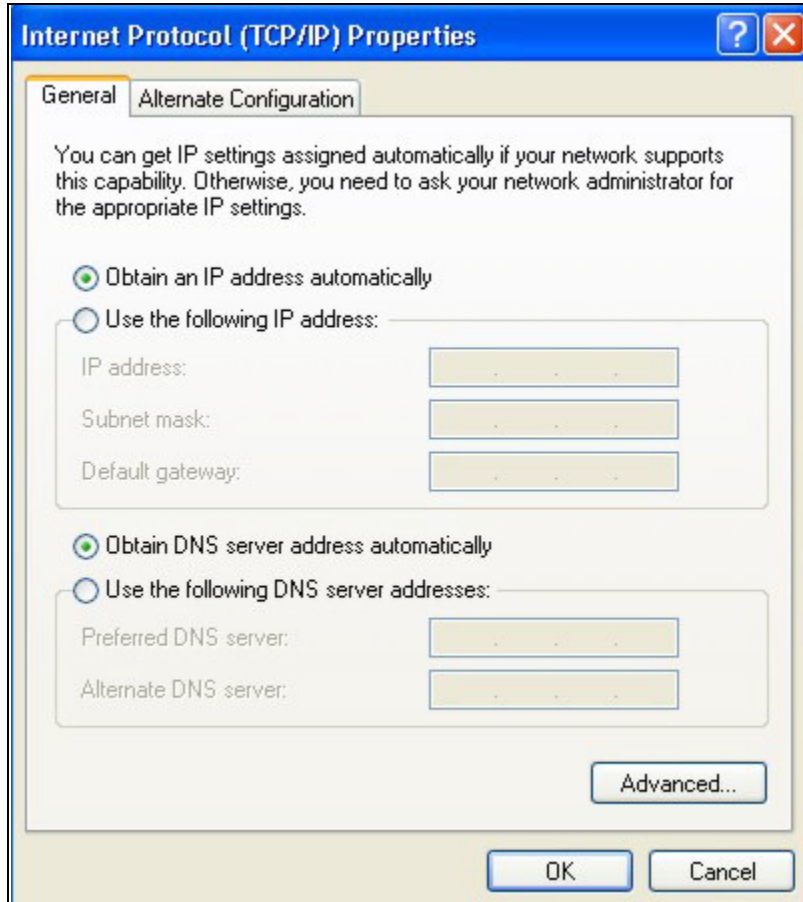 Internet Protocol (TCP/IP) Properties
General
Alternate Configuration
You can get IP settings assigned automatically if your network supports
this capability. Otherwise, you need to ask your network administrator for
the appropriate IP settings.
Obtain an IP address automatically
Use the following IP address:
IP address:
Subnet mask:
Default gateway:
Obtain DNS server address automatically
Use the following DNS server addresses:
Preferred DNS server:
Alternate DNS server:
Advanced...
OK
Cancel